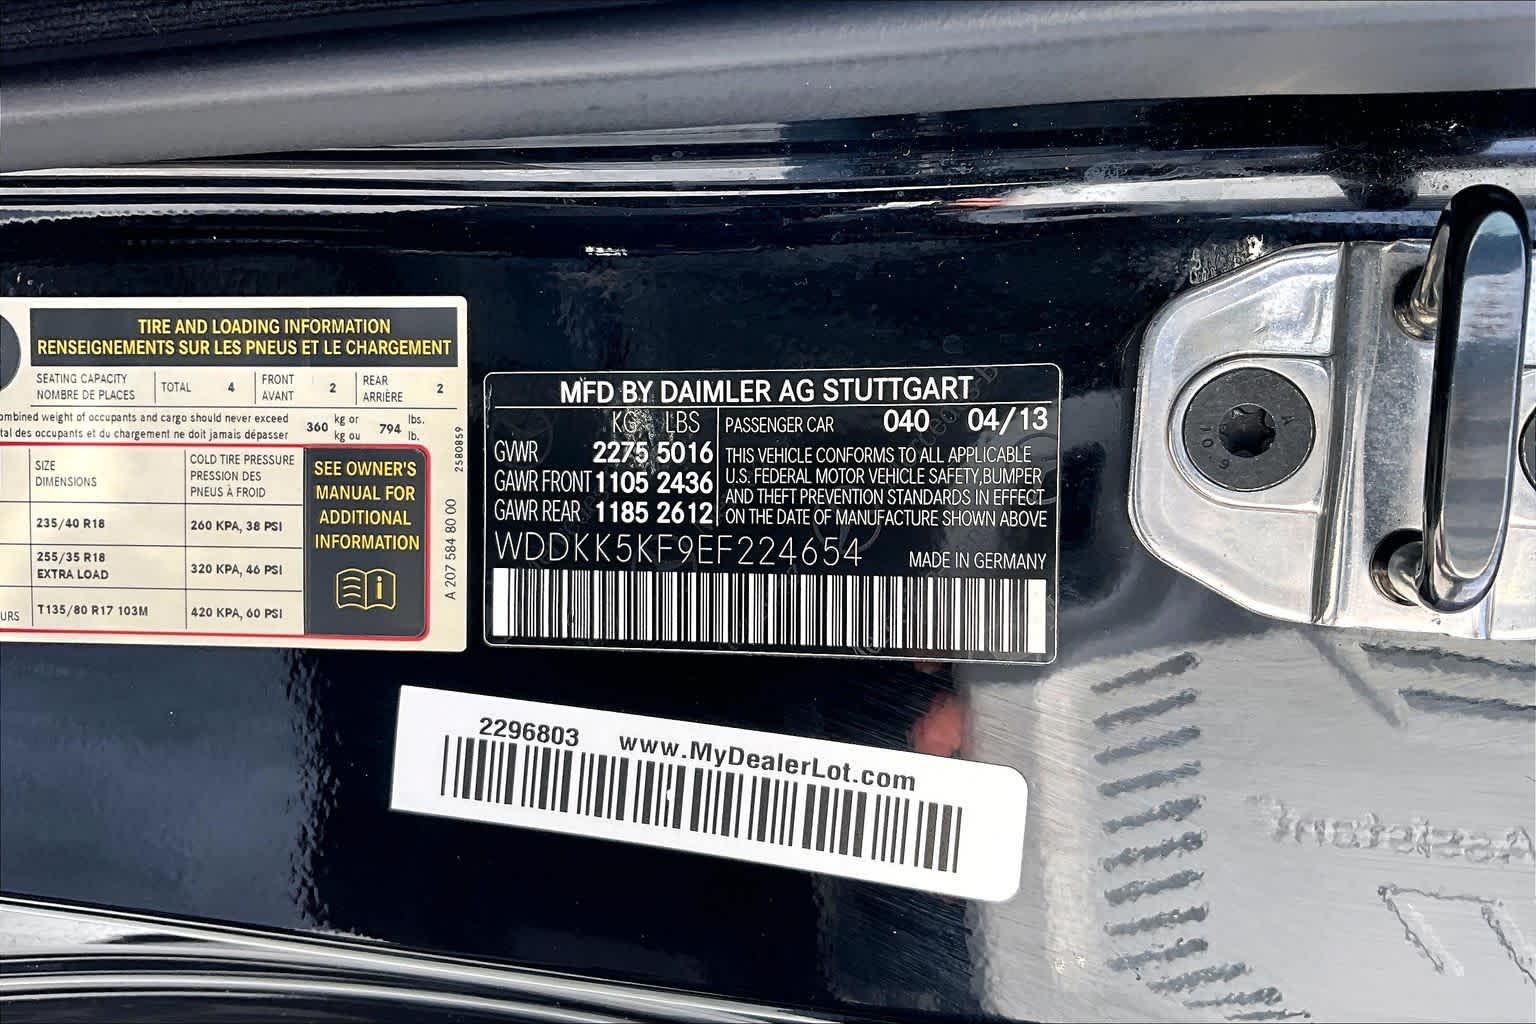 TIRE AND LOADING INFORMATION
RENSEIGNEMENTS SUR LES PNEUS ET LE CHARGEMENT
SEATING CAPACITY
NOMBRE DE PLACES
TOTAL 4
FRONT
AVANT
2
REAR
ARRIÈRE
2
weight of occupants and cargo should never exceed
des occupants et du chargement ne doit jamais dépasser
360 kg or
kg ou
794 lbs.
lb.
SIZE
DIMENSIONS
COLD TIRE PRESSURE
PRESSION DES
PNEUS À FROID
235/40 R18
260 KPA, 38 PSI
255/35 R18
EXTRA LOAD
320 KPA, 46 PSI
T135/80 R17 103M
420 KPA, 60 PSI
SEE OWNER'S
MANUAL FOR
ADDITIONAL
INFORMATION
A 207 584 80 00
2580859
MFD BY DAIMLER AG STUTTGART
KG LBS
GVWR 2275 5016
GAWR FRONT 1105 2436
GAWR REAR 1185 2612
PASSENGER CAR 040 04/13
THIS VEHICLE CONFORMS TO ALL APPLICABLE
U.S. FEDERAL MOTOR VEHICLE SAFETY,BUMPER
AND THEFT PREVENTION STANDARDS IN EFFECT
ON THE DATE OF MANUFACTURE SHOWN ABOVE
WDDKK5KF9EF224654
MADE IN GERMANY
2296803 www.MyDealerLot.com
A
10.9